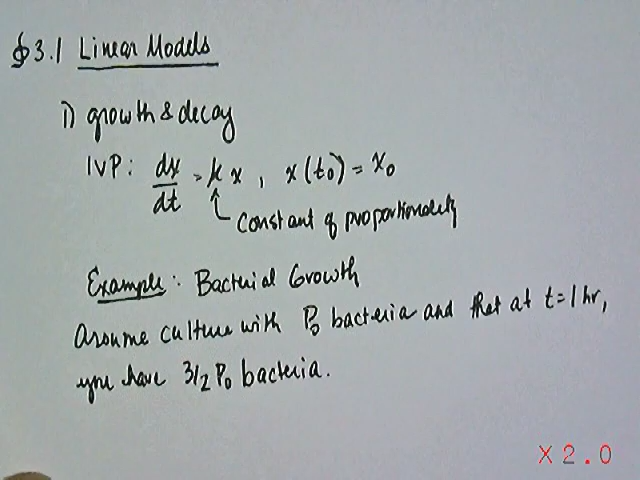 §3.1 Linear Models
1) growth & decay
IVP: dx/dt = kx, x(t₀) = x₀
Constant of proportionality
Example: Bacterial Growth
Assume culture with P₀ bacteria and that at t=1 hr,
you have 3/2 P₀ bacteria.
X2.0